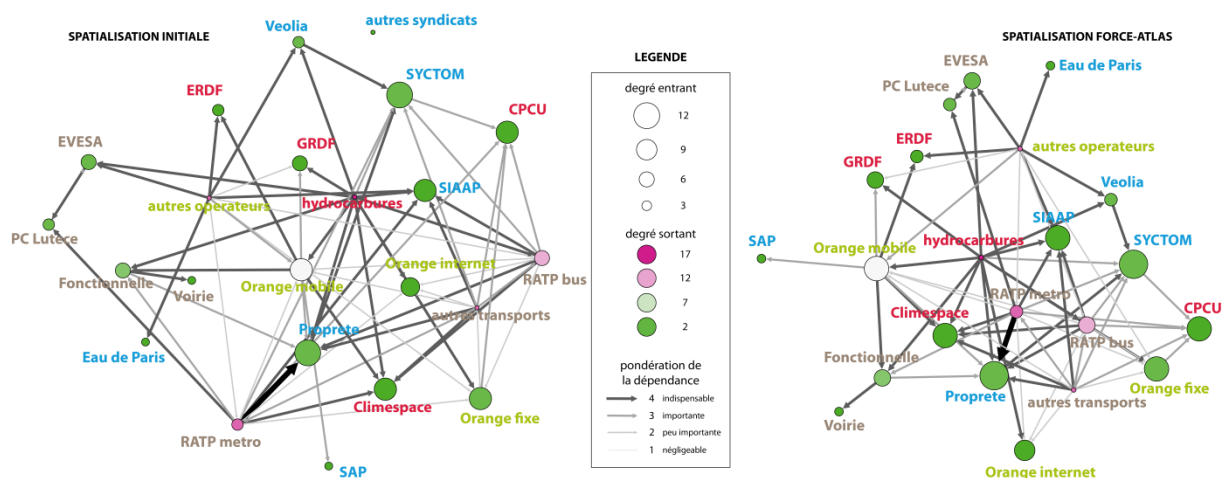 SPATIALISATION INITIALE
Veolia
autres syndicats
SYCTOM
ERDF
CPCU
EVESA
GRDF
autres operateurs
hydrocarbures
SIAAP
PC Lutece
Fonctionnelle
Voirie
Orange mobile
Orange internet
RATP bus
autres transports
Eau de Paris
Proprete
Climespace
Orange fixe
RATP metro
SAP
LEGENDE
degré entrant
12
9
6
3
degré sortant
17
12
7
2
pondération de
la dépendance
4 indispensable
3 importante
2 peu importante
1 négligeable
SPATIALISATION FORCE-ATLAS
EVESA
Eau de Paris
PC Lutece
ERDF
autres operateurs
GRDF
Veolia
SIAAP
SAP
Orange mobile
hydrocarbures
SYCTOM
RATP metro
Climespace
CPCU
RATP bus
Fonctionnelle
Proprete
Orange fixe
autres transports
Voirie
Orange internet